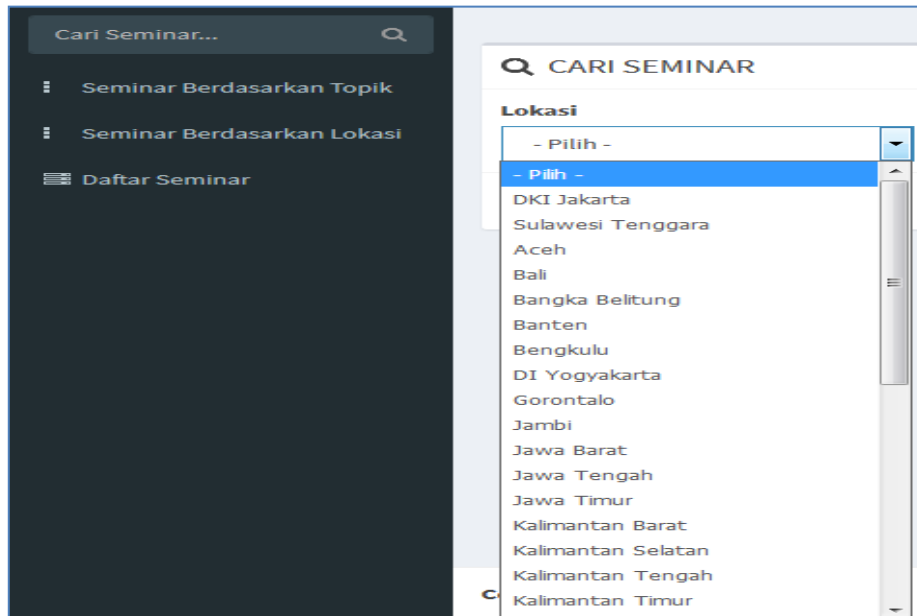 Cari Seminar...
Seminar Berdasarkan Topik
Seminar Berdasarkan Lokasi
Daftar Seminar
CARI SEMINAR
Lokasi
- Pilih -
- Pilih -
DKI Jakarta
Sulawesi Tenggara
Aceh
Bali
Bangka Belitung
Banten
Bengkulu
DI Yogyakarta
Gorontalo
Jambi
Jawa Barat
Jawa Tengah
Jawa Timur
Kalimantan Barat
Kalimantan Selatan
Kalimantan Tengah
Kalimantan Timur